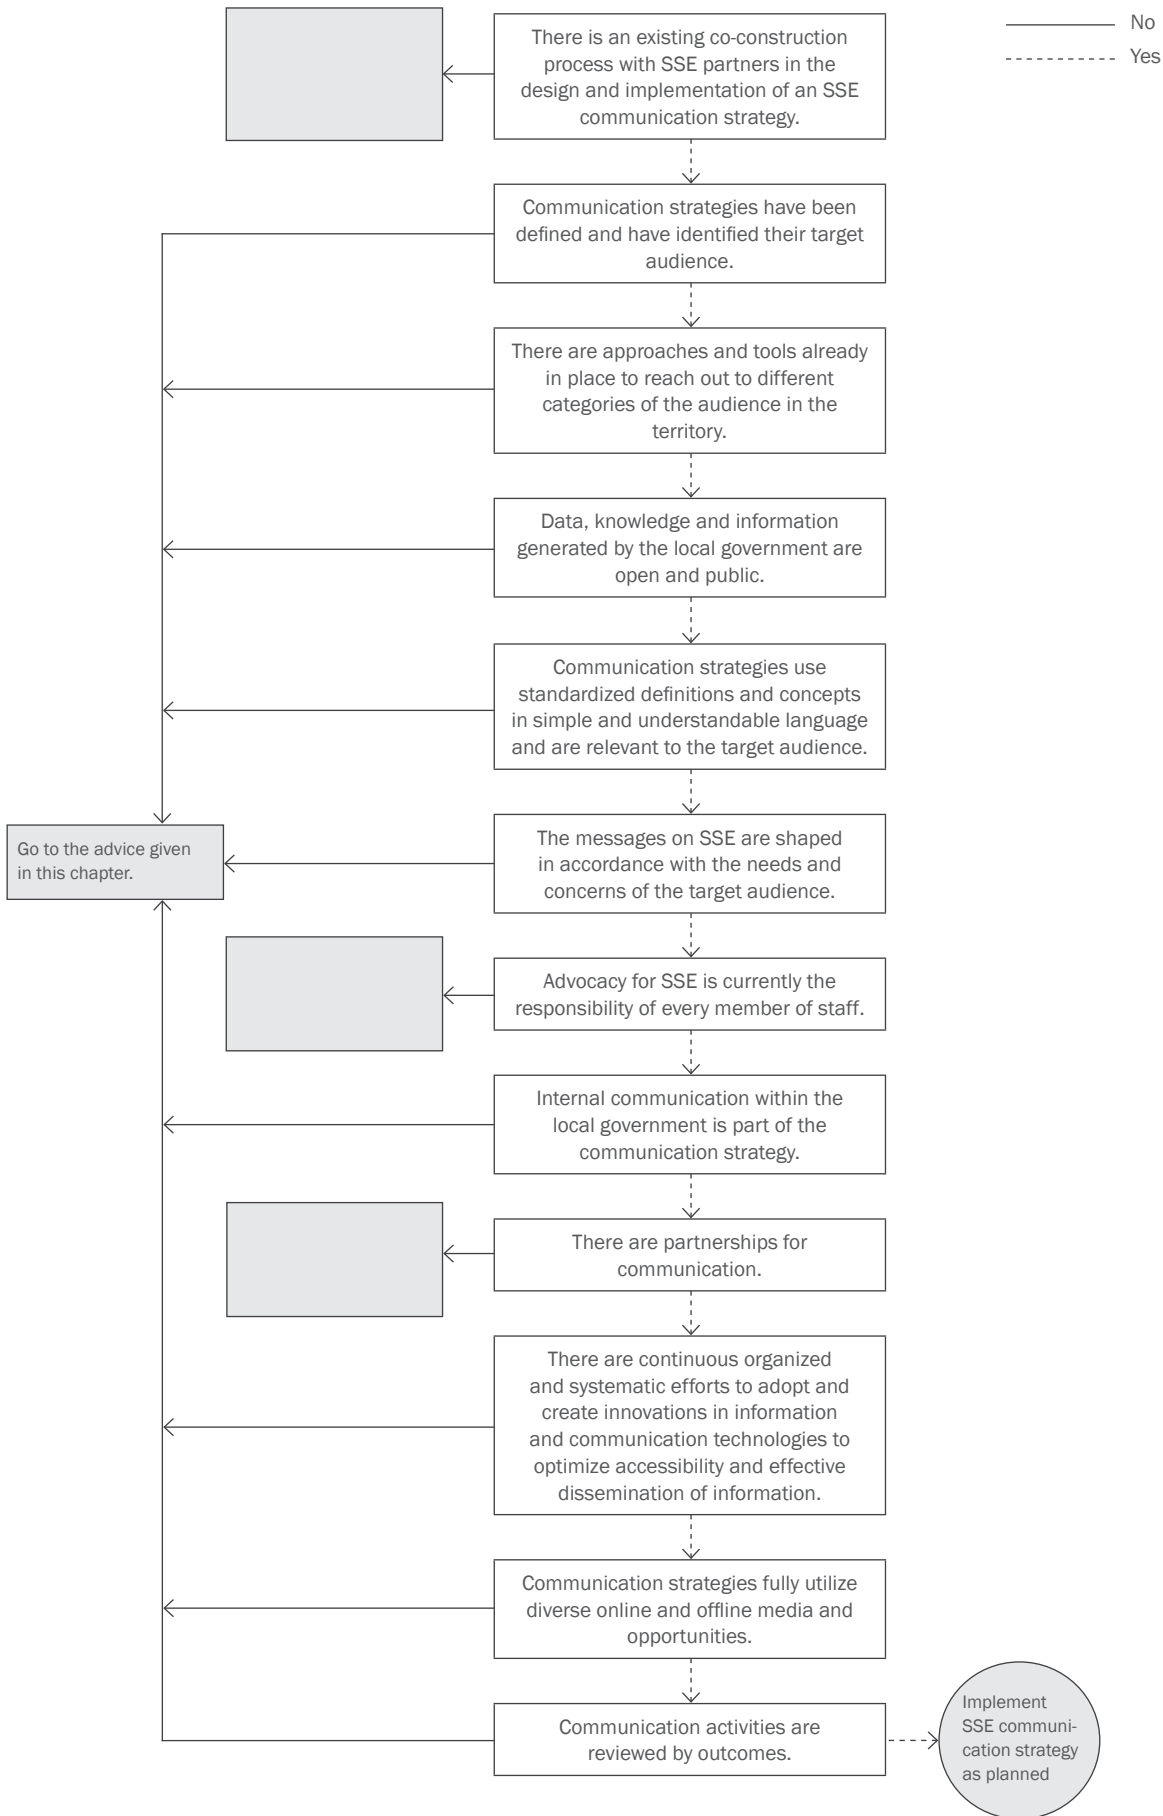 No
Yes
There is an existing co-construction
process with SSE partners in the
design and implementation of an SSE
communication strategy.
Communication strategies have been
defined and have identified their target
audience.
There are approaches and tools already
in place to reach out to different
categories of the audience in the
territory.
Data, knowledge and information
generated by the local government are
open and public.
Communication strategies use
standardized definitions and concepts
in simple and understandable language
and are relevant to the target audience.
Go to the advice given
in this chapter.
The messages on SSE are shaped
in accordance with the needs and
concerns of the target audience.
Advocacy for SSE is currently the
responsibility of every member of staff.
Internal communication within the
local government is part of the
communication strategy.
There are partnerships for
communication.
There are continuous organized
and systematic efforts to adopt and
create innovations in information
and communication technologies to
optimize accessibility and effective
dissemination of information.
Communication strategies fully utilize
diverse online and offline media and
opportunities.
Communication activities are
reviewed by outcomes.
Implement
SSE communi-
cation strategy
as planned